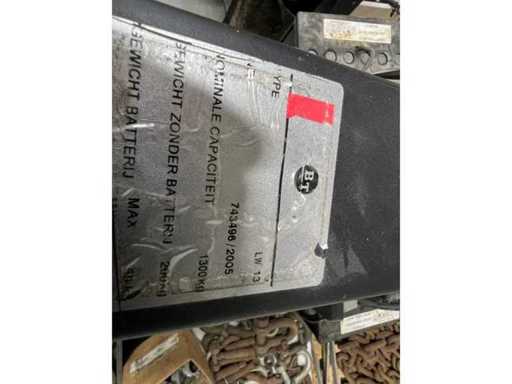 BT
TYPE LW 13
743496/2005
NOMINALE CAPACITEIT 1300 KG
GEWICHT ZONDER BATTERIJ
GEWICHT BATTERIJ MAX